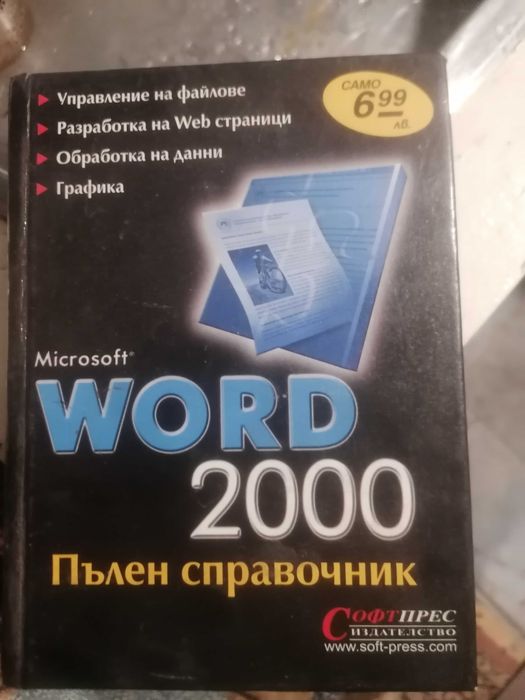 Управление на файлове
Разработка на Web страници
Обработка на данни
Графика
САМО
6 99
лв.
Microsoft®
WORD
2000
Пълен справочник
СОФТПРЕС
ИЗДАТЕЛСТВО
www.soft-press.com